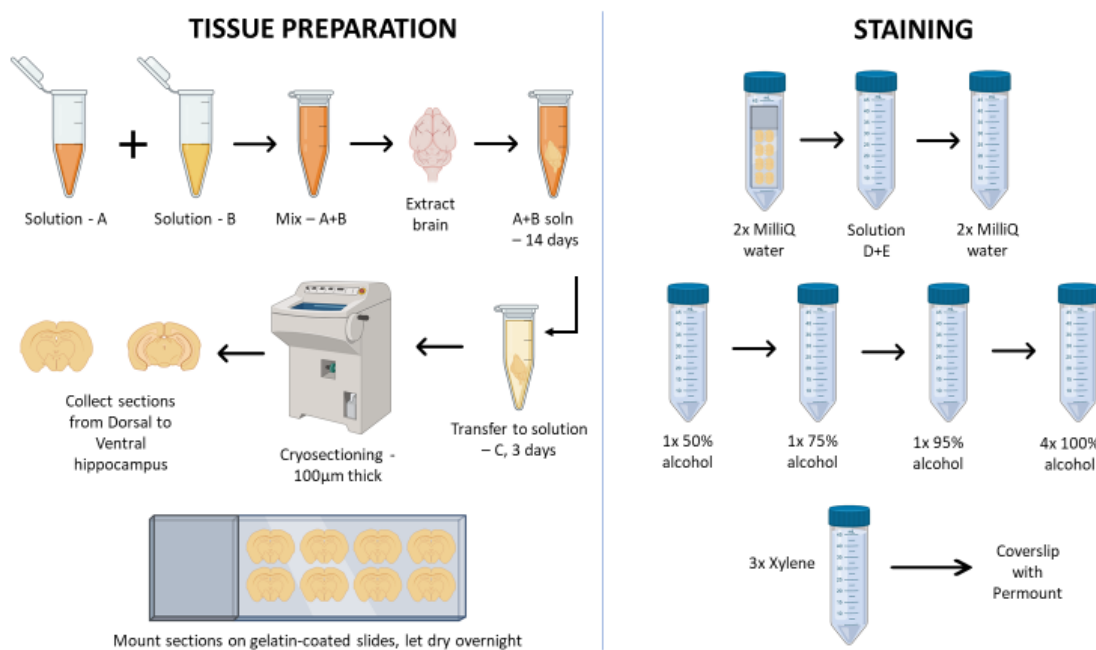 TISSUE PREPARATION
Solution - A
Solution - B
Mix – A+B
Extract
brain
A+B soln
– 14 days
Transfer to solution
– C, 3 days
Cryosectioning -
100µm thick
Collect sections
from Dorsal to
Ventral
hippocampus
Mount sections on gelatin-coated slides, let dry overnight
STAINING
2x MilliQ
water
Solution
D+E
2x MilliQ
water
1x 50%
alcohol
1x 75%
alcohol
1x 95%
alcohol
4x 100%
alcohol
3x Xylene
Coverslip
with
Permount